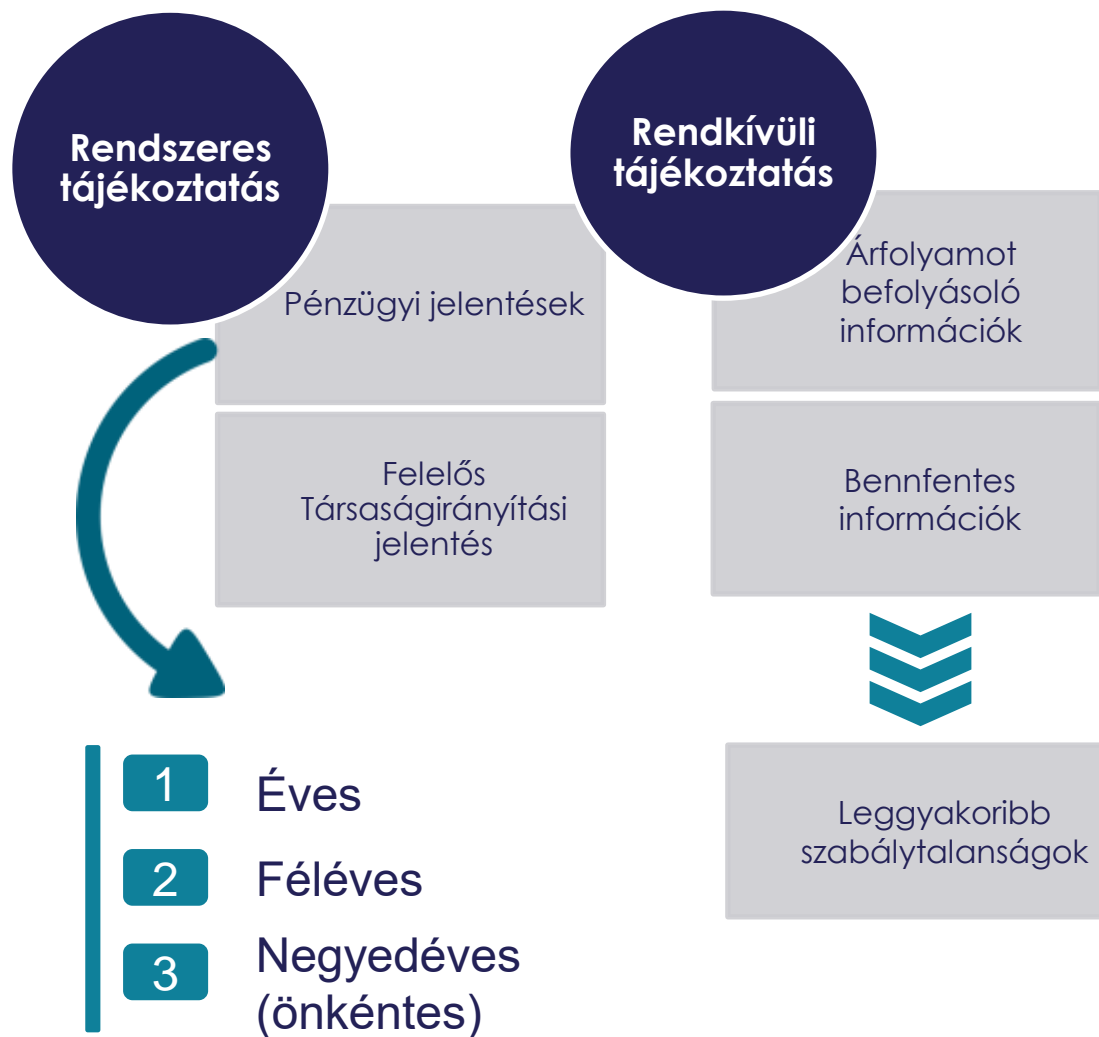 Rendszeres
tájékoztatás
Pénzügyi jelentések
Felelős
Társaságirányítási
jelentés
1 Éves
2 Féléves
3 Negyedéves
(önkéntes)
Rendkívüli
tájékoztatás
Árfolyamot
befolyásoló
információk
Bennfentes
információk
Leggyakoribb
szabálytalanságok